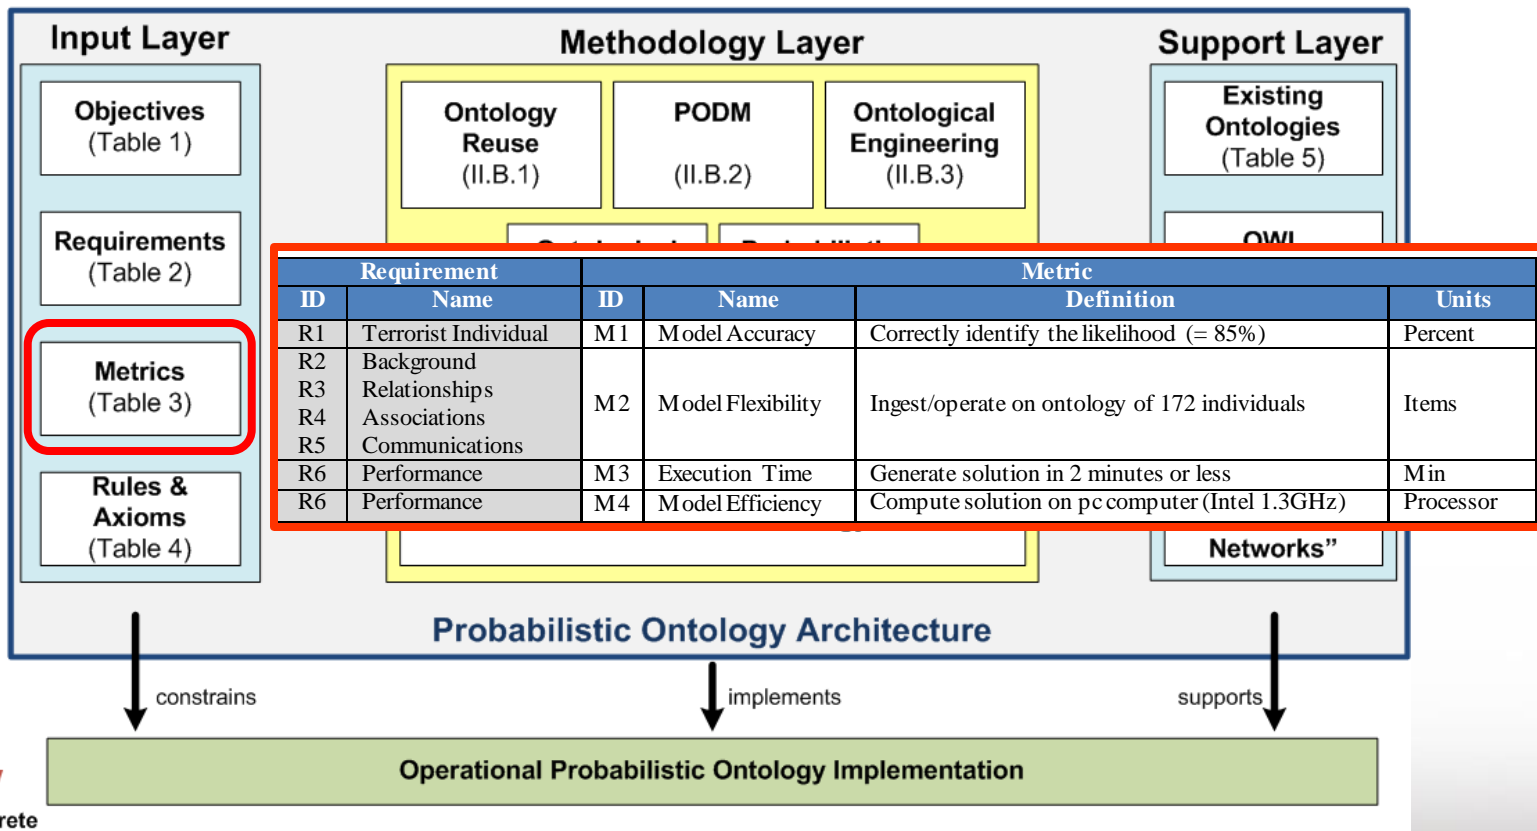 Input Layer
Methodology Layer
Support Layer
Objectives
(Table 1)
Requirements
(Table 2)
Metrics
(Table 3)
Rules &
Axioms
(Table 4)
Ontology
Reuse
(II.B.1)
PODM
(II.B.2)
Ontological
Engineering
(II.B.3)
Existing
Ontologies
(Table 5)
OWL
Requirement Metric
ID Name ID Name Definition Units
R1 Terrorist Individual M1 Model Accuracy Correctly identify the likelihood (= 85%) Percent
R2 Background
R3 Relationships
R4 Associations
R5 Communications
M2 Model Flexibility Ingest/operate on ontology of 172 individuals Items
R6 Performance M3 Execution Time Generate solution in 2 minutes or less Min
R6 Performance M4 Model Efficiency Compute solution on pc computer (Intel 1.3GHz) Processor
Networks”
Probabilistic Ontology Architecture
constrains
implements
supports
Operational Probabilistic Ontology Implementation
rete